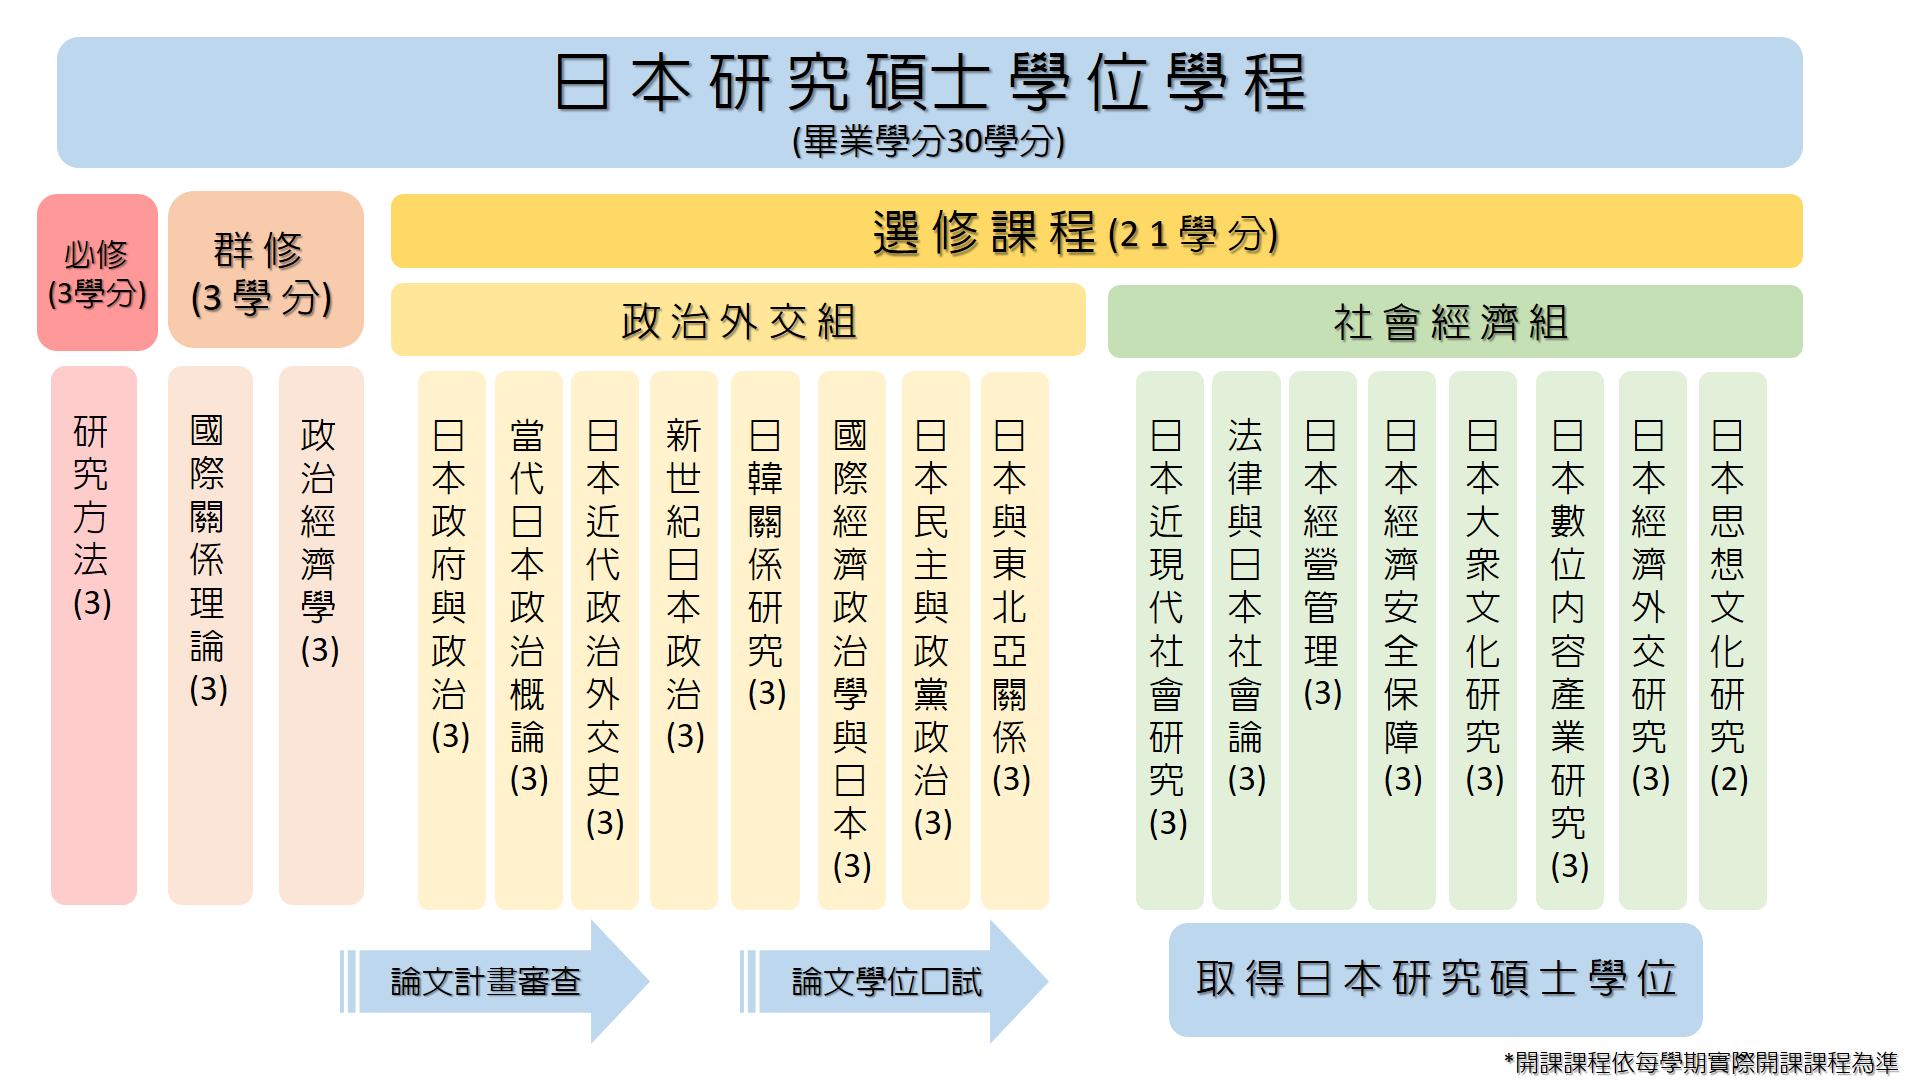 日本研究碩士學位學程
(畢業學分30學分)
必修
(3學分)
群修
(3學分)
選修課程(21學分)
政治外交組
社會經濟組
研究方法(3)
國際關係理論(3)
政治經濟學(3)
日本政府與政治(3)
當代日本政治概論(3)
日本近代政治外交史(3)
新世紀日本政治(3)
日韓關係研究(3)
國際經濟政治學與日本(3)
日本民主與政黨政治(3)
日本與東北亞關係(3)
日本近現代社會研究(3)
法律與日本社會論(3)
日本經營管理(3)
日本經濟安全保障(3)
日本大衆文化研究(3)
日本數位內容產業研究(3)
日本經濟外交研究(3)
日本思想文化研究(2)
論文計畫審查
論文學位口試
取得日本研究碩士學位
*開課課程依每學期實際開課課程為準